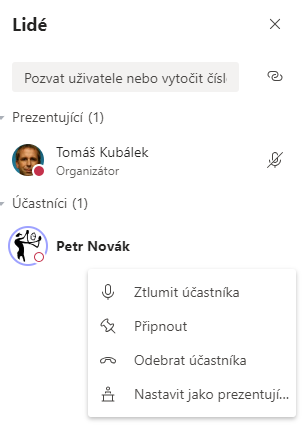 Lidé
Pozvat uživatele nebo vytočit čísl
Prezentující (1)
Tomáš Kubálek
Organizátor
Účastníci (1)
Petr Novák
Ztlumit účastníka
Připnout
Odebrat účastníka
Nastavit jako prezentují...